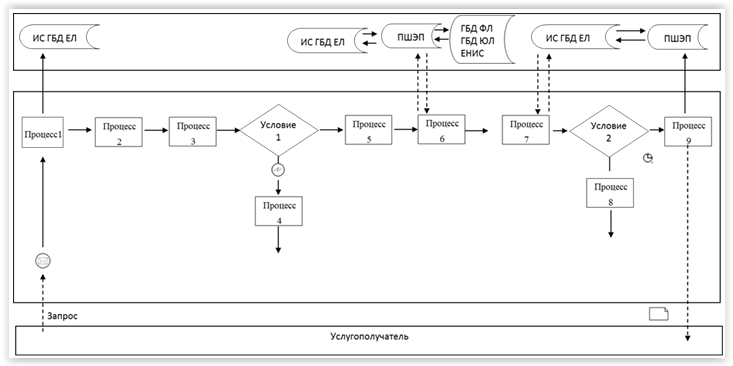 ИС ГБД ЕЛ
ИС ГБД ЕЛ
ПШЭП
ГБД ФЛ
ГБД ЮЛ
ЕНИС
ИС ГБД ЕЛ
ПШЭП
Процесс1
Процесс
2
Процесс
3
Условие
1
Процесс
5
Процесс
6
Процесс
7
Условие
2
Процесс
9
Процесс
4
Процесс
8
Запрос
Услугополучатель